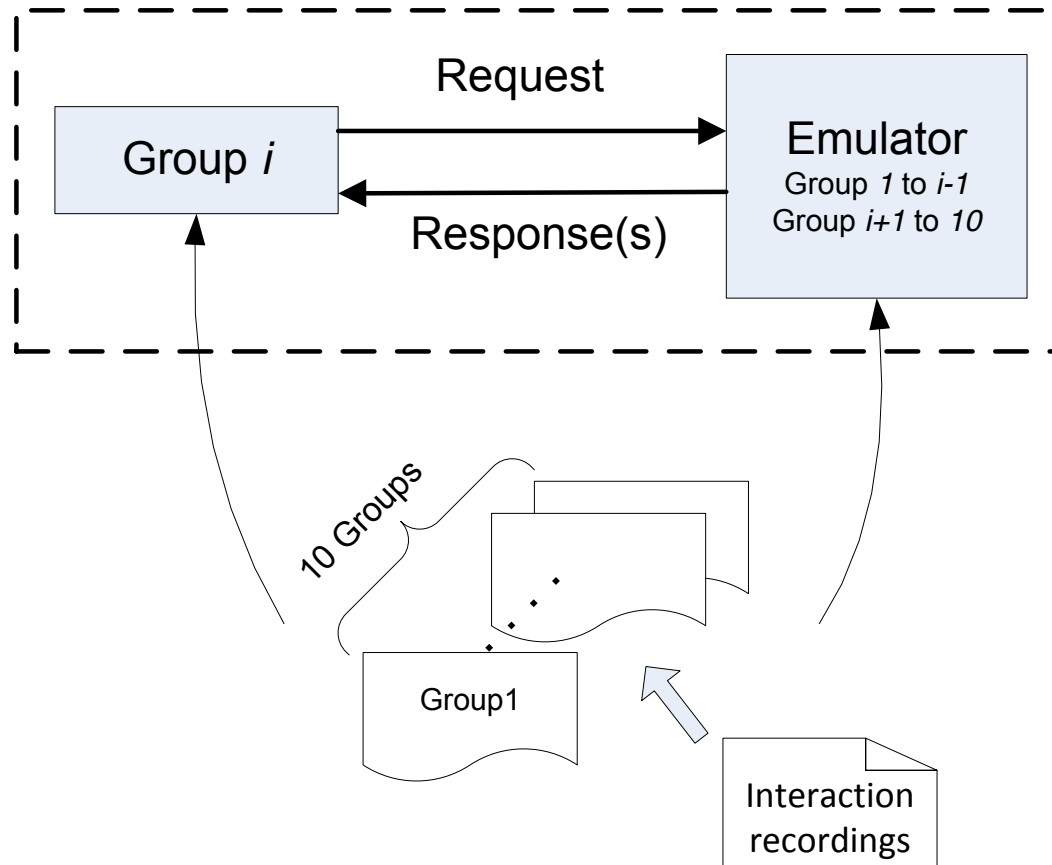 Request
Group i
Emulator
Group 1 to i-1
Group i+1 to 10
Response(s)
10 Groups
Group1
Interaction
recordings